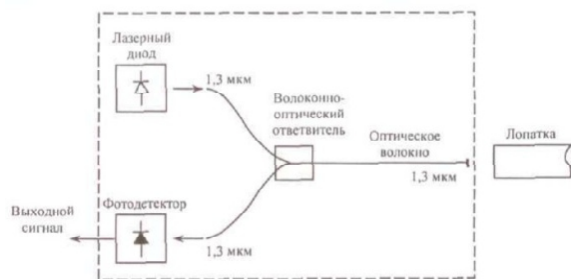 Лазерный
диод
1,3 мкм
Волоконно-
оптический
ответвитель
Оптическое
волокно
1,3 мкм
Лопатка
Выходной
сигнал
Фотодетектор
1,3 мкм